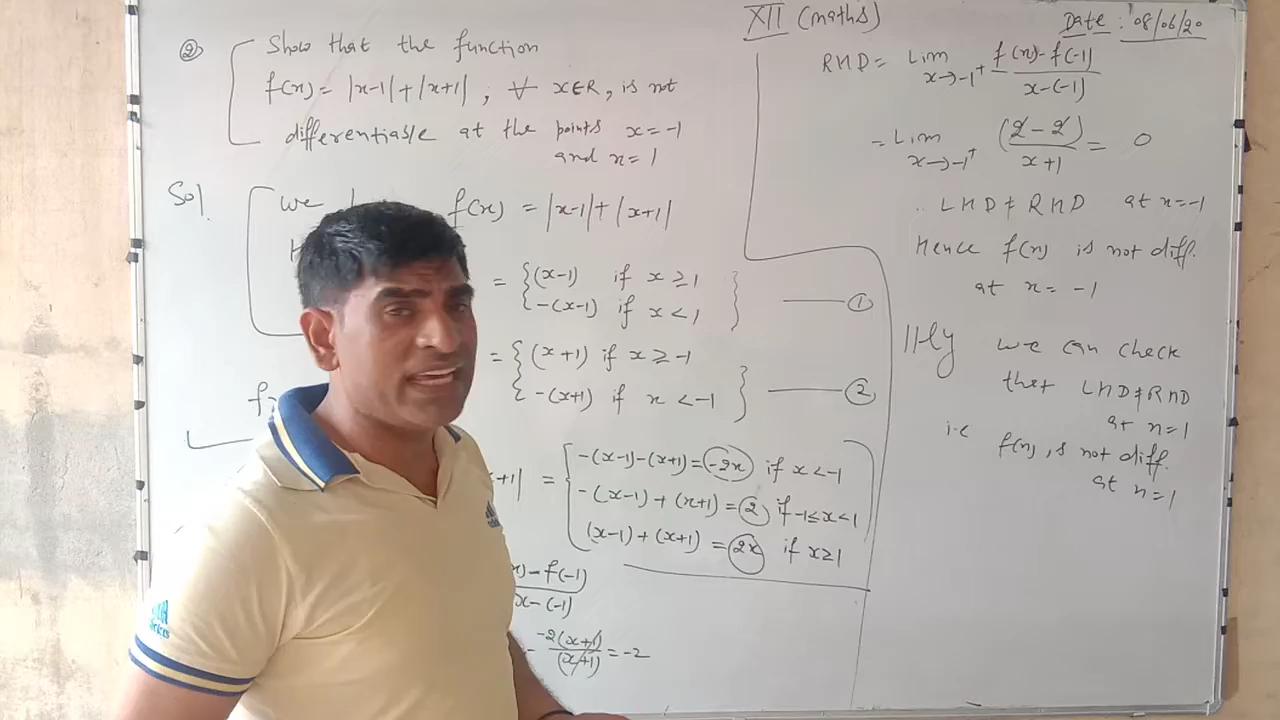 XII (maths)
Date : 08/06/20
② Show that the function
f(x) = |x-1| + |x+1| , ∀ x∈R, is not
differentiable at the points x = -1
and x = 1
Sol. We f(x) = |x-1| + |x+1|
= { (x-1) if x ≥ 1
-(x-1) if x < 1 } —— ①
= { (x+1) if x ≥ -1
-(x+1) if x < -1 } —— ②
x+1| = [ -(x-1)-(x+1) = -2x if x < -1
-(x-1) + (x+1) = 2 if -1 ≤ x < 1
(x-1) + (x+1) = 2x if x ≥ 1
x) - f(-1)
x - (-1)
-2(x+1)
(x+1) = -2
RHD = Lim x→-1⁺ f(x) - f(-1)
x - (-1)
= Lim x→-1⁺ (2 - 2)
x + 1 = 0
∴ LHD ≠ RHD at x = -1
Hence f(x) is not diff.
at x = -1
Illy we can check
that LHD ≠ RHD
at x = 1
i.e f(x) is not diff.
at x = 1